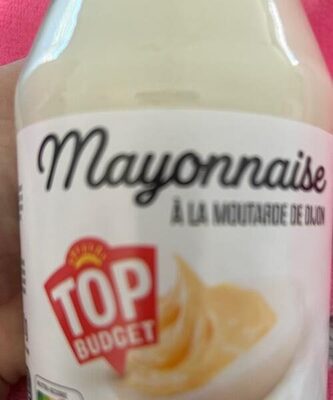 Mayonnaise
À LA MOUTARDE DE DIJON
TOP
BUDGET